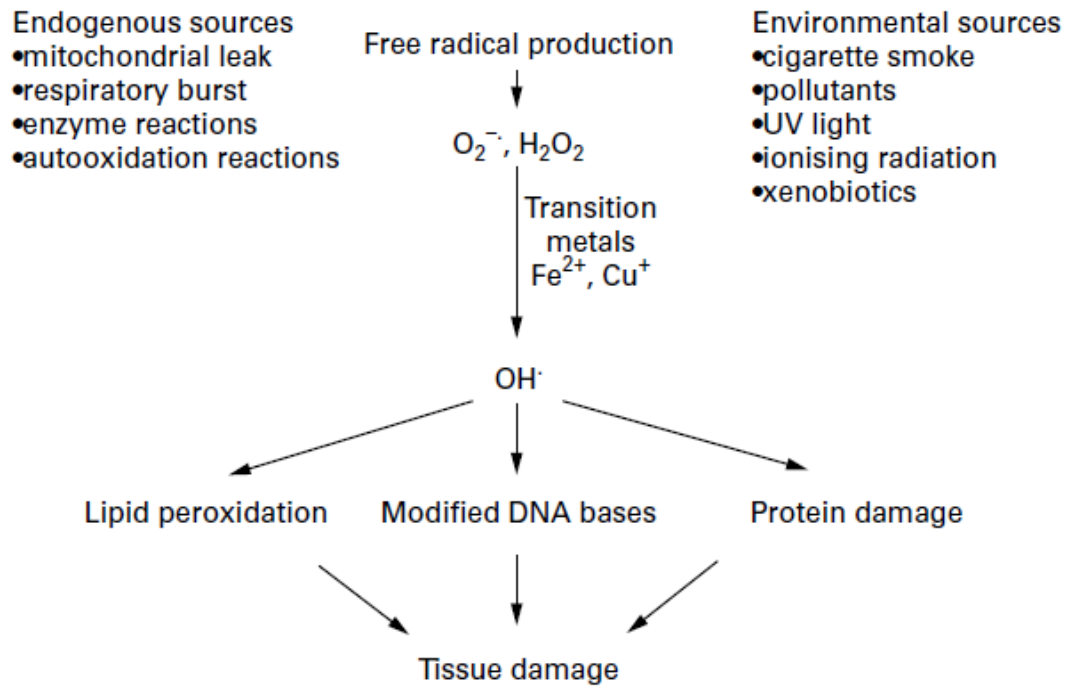 Endogenous sources
•mitochondrial leak
•respiratory burst
•enzyme reactions
•autooxidation reactions
Free radical production
Environmental sources
•cigarette smoke
•pollutants
•UV light
•ionising radiation
•xenobiotics
O₂⁻·, H₂O₂
Transition
metals
Fe²⁺, Cu⁺
OH·
Lipid peroxidation
Modified DNA bases
Protein damage
Tissue damage